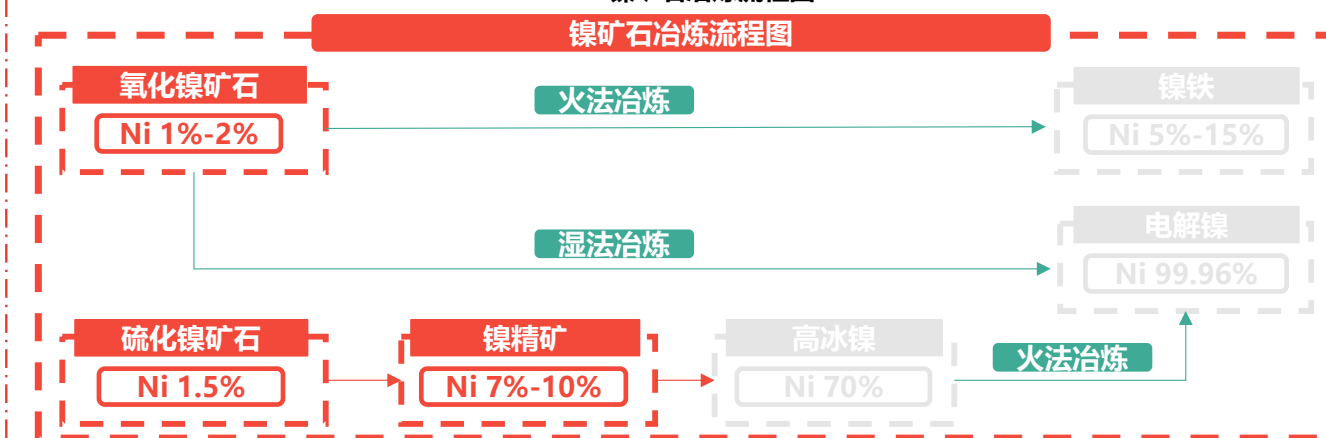 镍矿石冶炼流程图
氧化镍矿石
Ni 1%-2%
火法冶炼
镍铁
Ni 5%-15%
湿法冶炼
电解镍
Ni 99.96%
硫化镍矿石
Ni 1.5%
镍精矿
Ni 7%-10%
高冰镍
Ni 70%
火法冶炼